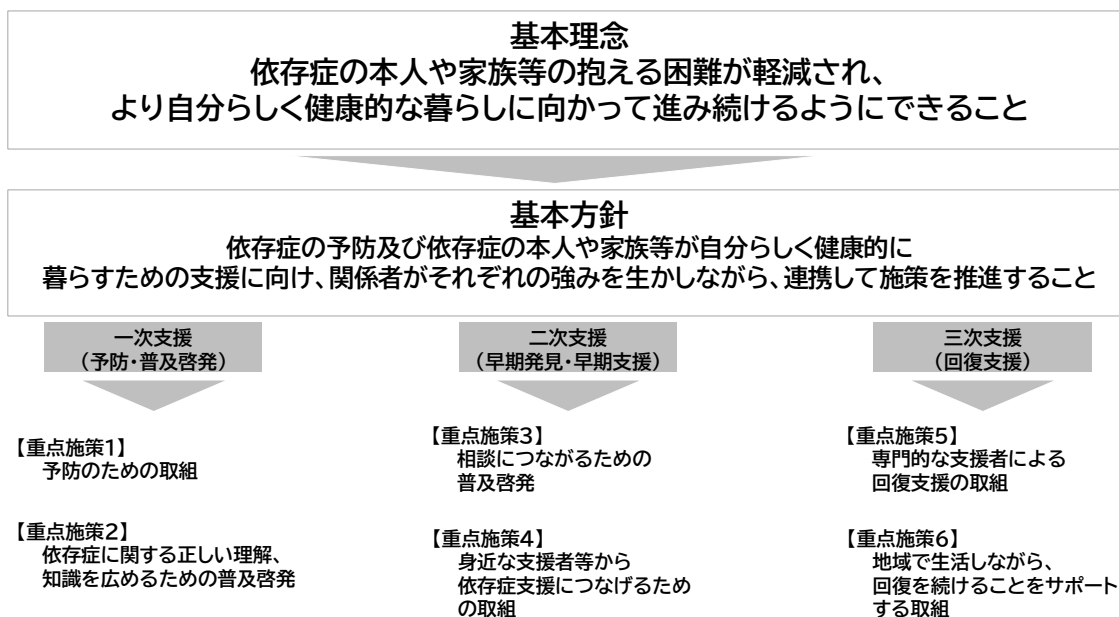 基本理念
依存症の本人や家族等の抱える困難が軽減され、
より自分らしく健康的な暮らしに向かって進み続けるようにできること
基本方針
依存症の予防及び依存症の本人や家族等が自分らしく健康的に
暮らすための支援に向け、関係者がそれぞれの強みを生かしながら、連携して施策を推進すること
一次支援
(予防・普及啓発)
【重点施策1】
予防のための取組
【重点施策2】
依存症に関する正しい理解、
知識を広めるための普及啓発
二次支援
(早期発見・早期支援)
【重点施策3】
相談につながるための
普及啓発
【重点施策4】
身近な支援者等から
依存症支援につなげるため
の取組
三次支援
(回復支援)
【重点施策5】
専門的な支援者による
回復支援の取組
【重点施策6】
地域で生活しながら、
回復を続けることをサポート
する取組